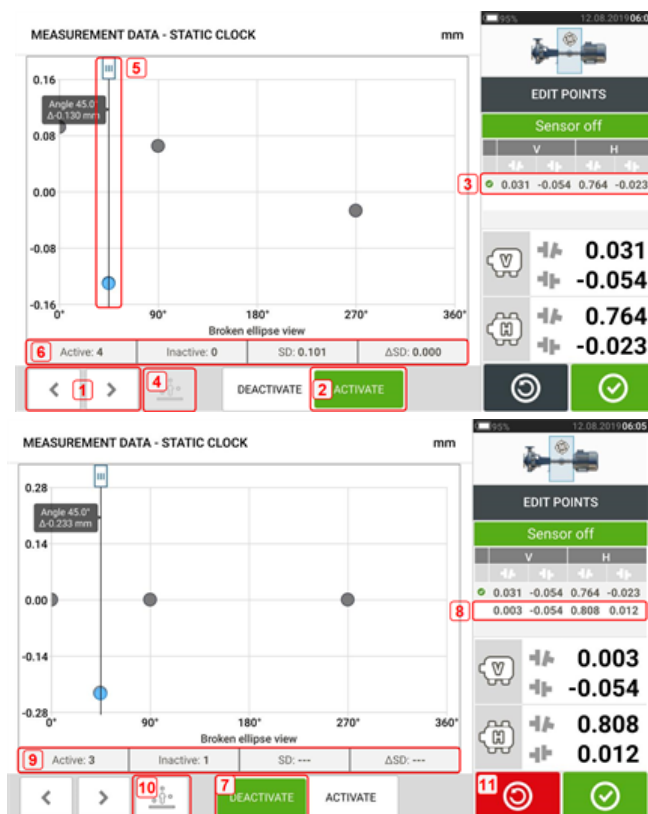 95% 12.08.2019 06:0
MEASUREMENT DATA - STATIC CLOCK mm
5
0.16
Angle 45.0°
Δ-0.130 mm
0.08
0.00
-0.08
-0.16
0° 90° 180° 270° 360°
Broken ellipse view
6 Active: 4 Inactive: 0 SD: 0.101 ΔSD: 0.000
< 1 > 4 DEACTIVATE 2 ACTIVATE
EDIT POINTS
Sensor off
V H
3 0.031 -0.054 0.764 -0.023
V 0.031
-0.054
H 0.764
-0.023
95% 12.08.2019 06:05
MEASUREMENT DATA - STATIC CLOCK mm
0.28
Angle 45.0°
Δ-0.233 mm
0.14
0.00
-0.14
-0.28
0° 90° 180° 270° 360°
Broken ellipse view
9 Active: 3 Inactive: 1 SD: --- ΔSD: ---
< > 10 7 DEACTIVATE ACTIVATE
EDIT POINTS
Sensor off
V H
0.031 -0.054 0.764 -0.023
8 0.003 -0.054 0.808 0.012
V 0.003
-0.054
H 0.808
0.012
11